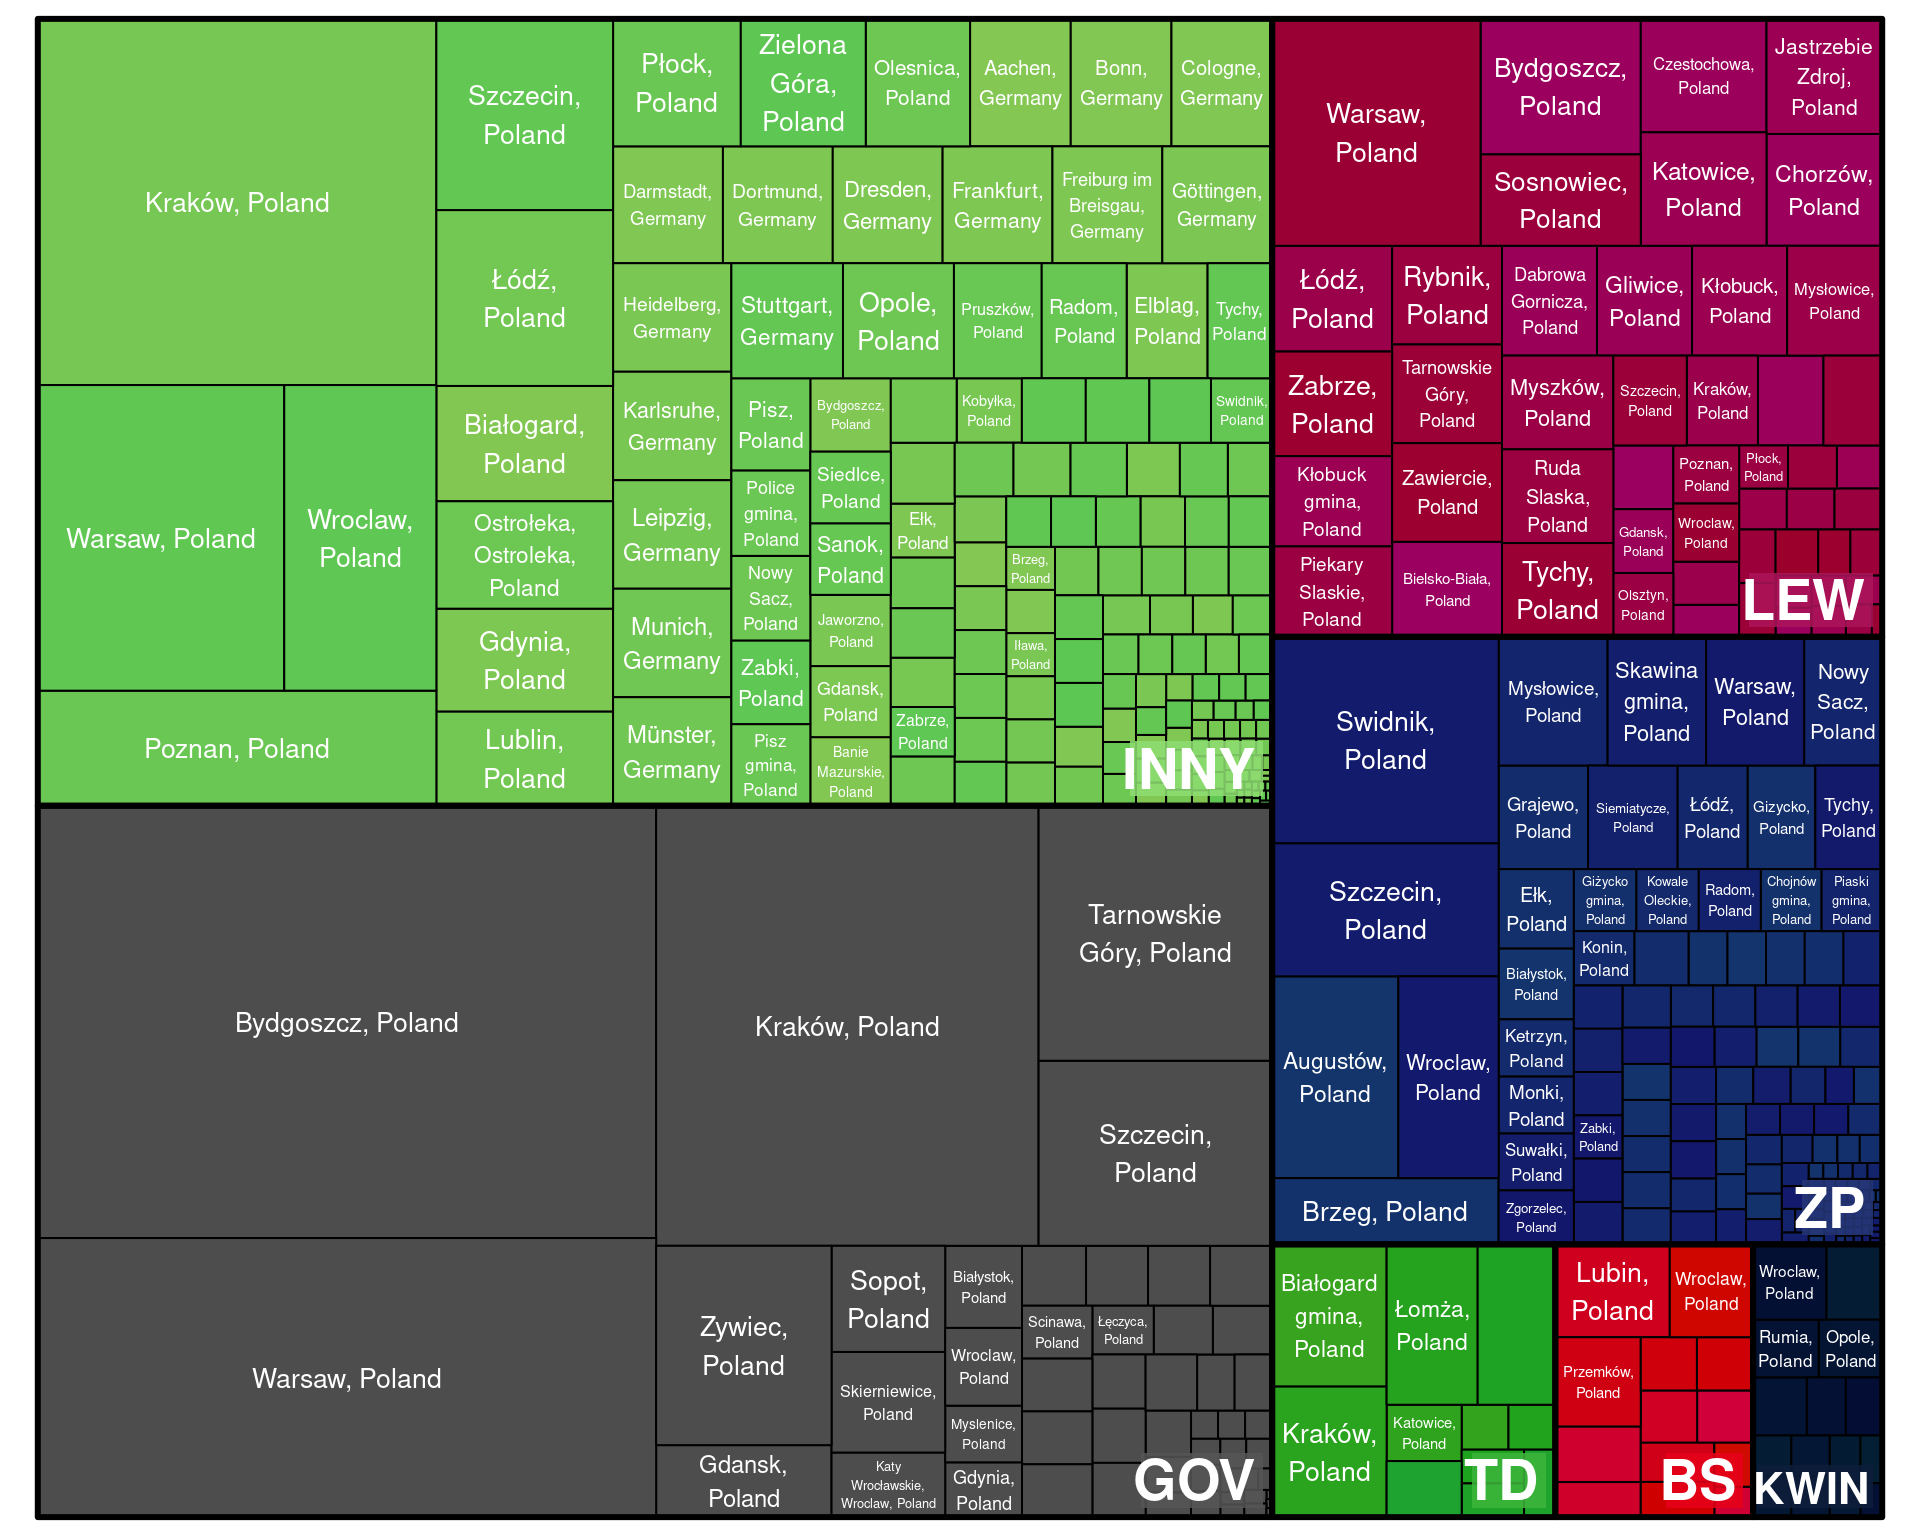 Kraków, Poland
Warsaw, Poland
Wroclaw,
Poland
Poznan, Poland
Szczecin,
Poland
Łódź,
Poland
Białogard,
Poland
Ostrołeka,
Ostroleka,
Poland
Gdynia,
Poland
Lublin,
Poland
Płock,
Poland
Zielona
Góra,
Poland
Olesnica,
Poland
Aachen,
Germany
Bonn,
Germany
Cologne,
Germany
Darmstadt,
Germany
Dortmund,
Germany
Dresden,
Germany
Frankfurt,
Germany
Freiburg im
Breisgau,
Germany
Göttingen,
Germany
Heidelberg,
Germany
Karlsruhe,
Germany
Leipzig,
Germany
Munich,
Germany
Münster,
Germany
Stuttgart,
Germany
Opole,
Poland
Pruszków,
Poland
Radom,
Poland
Elblag,
Poland
Tychy,
Poland
Pisz,
Poland
Police
gmina,
Poland
Nowy
Sacz,
Poland
Zabki,
Poland
Pisz
gmina,
Poland
Bydgoszcz,
Poland
Siedlce,
Poland
Sanok,
Poland
Jaworzno,
Poland
Gdansk,
Poland
Banie
Mazurskie,
Poland
Kobyłka,
Poland
Swidnik,
Poland
Ełk,
Poland
Zabrze,
Poland
Brzeg,
Poland
Iława,
Poland
INNY
Bydgoszcz, Poland
Warsaw, Poland
Kraków, Poland
Tarnowskie
Góry, Poland
Szczecin,
Poland
Zywiec,
Poland
Gdansk,
Poland
Sopot,
Poland
Skierniewice,
Poland
Katy
Wrocławskie,
Wroclaw, Poland
Białystok,
Poland
Wroclaw,
Poland
Myslenice,
Poland
Gdynia,
Poland
Scinawa,
Poland
Łęczyca,
Poland
GOV
Warsaw,
Poland
Bydgoszcz,
Poland
Sosnowiec,
Poland
Czestochowa,
Poland
Jastrzebie
Zdroj,
Poland
Katowice,
Poland
Chorzów,
Poland
Łódź,
Poland
Zabrze,
Poland
Kłobuck
gmina,
Poland
Piekary
Slaskie,
Poland
Rybnik,
Poland
Tarnowskie
Góry,
Poland
Zawiercie,
Poland
Bielsko-Biała,
Poland
Dabrowa
Gornicza,
Poland
Gliwice,
Poland
Kłobuck,
Poland
Mysłowice,
Poland
Myszków,
Poland
Ruda
Slaska,
Poland
Tychy,
Poland
Szczecin,
Poland
Kraków,
Poland
Gdansk,
Poland
Olsztyn,
Poland
Poznan,
Poland
Wroclaw,
Poland
Płock,
Poland
LEW
Swidnik,
Poland
Szczecin,
Poland
Augustów,
Poland
Wroclaw,
Poland
Brzeg, Poland
Mysłowice,
Poland
Skawina
gmina,
Poland
Warsaw,
Poland
Nowy
Sacz,
Poland
Grajewo,
Poland
Siemiatycze,
Poland
Łódź,
Poland
Gizycko,
Poland
Tychy,
Poland
Ełk,
Poland
Białystok,
Poland
Ketrzyn,
Poland
Monki,
Poland
Suwałki,
Poland
Zgorzelec,
Poland
Giżycko
gmina,
Poland
Kowale
Oleckie,
Poland
Radom,
Poland
Chojnów
gmina,
Poland
Piaski
gmina,
Poland
Konin,
Poland
Zabki,
Poland
ZP
Białogard
gmina,
Poland
Kraków,
Poland
Łomża,
Poland
Katowice,
Poland
TD
Lubin,
Poland
Wroclaw,
Poland
Przemków,
Poland
BS
Wroclaw,
Poland
Rumia,
Poland
Opole,
Poland
KWIN